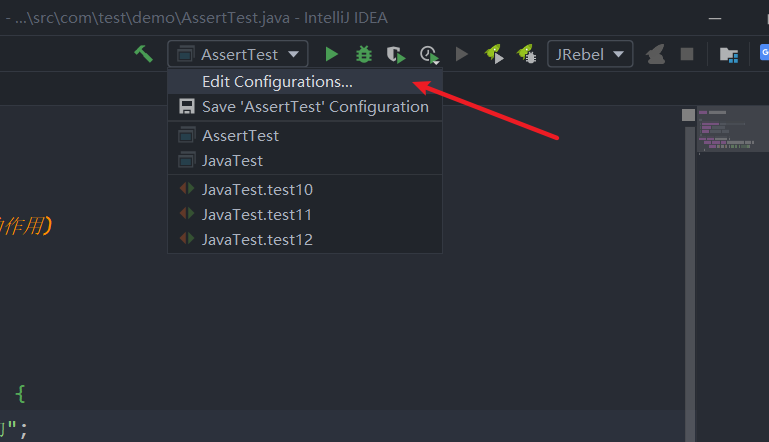 - ...\src\com\test\demo\AssertTest.java - IntelliJ IDEA
AssertTest
JRebel
Edit Configurations...
Save 'AssertTest' Configuration
AssertTest
JavaTest
JavaTest.test10
JavaTest.test11
JavaTest.test12
作用)
{
";